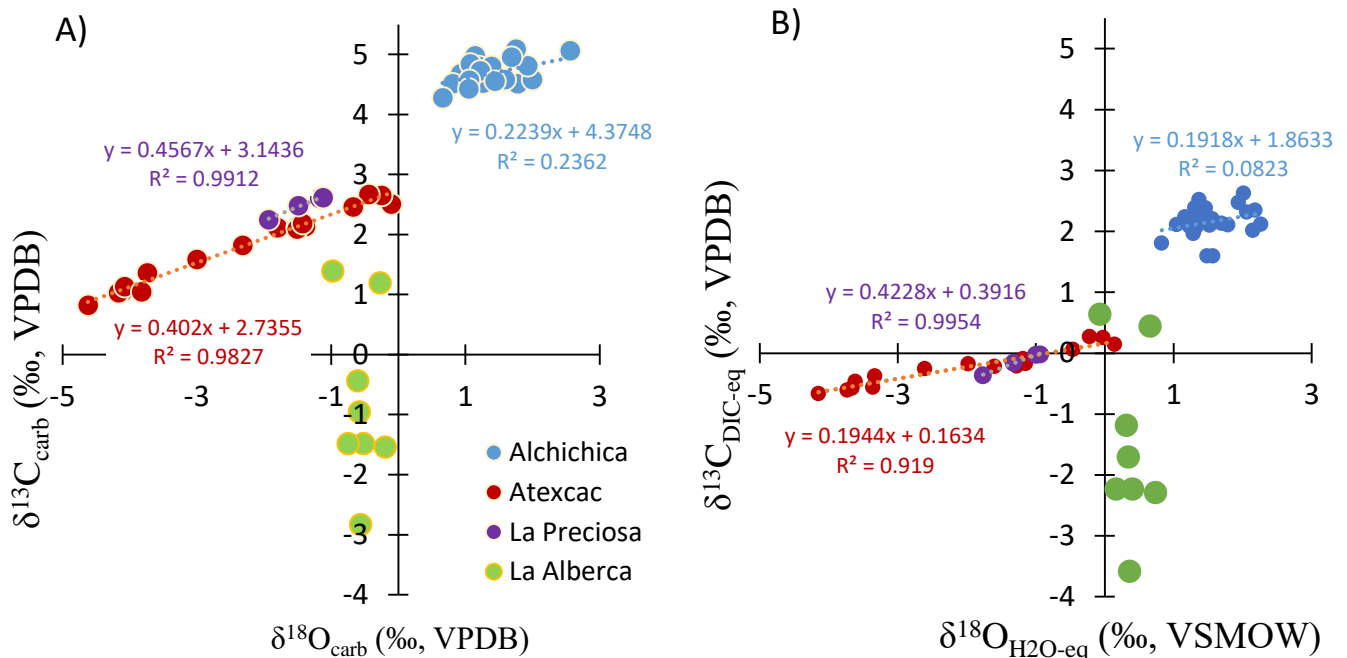 A)
5
4
3
2
1
0
-1
-2
-3
-4
-5
-3
-1
1
3
y = 0.2239x + 4.3748
R² = 0.2362
y = 0.4567x + 3.1436
R² = 0.9912
y = 0.402x + 2.7355
R² = 0.9827
δ¹³C_carb (‰, VPDB)
δ¹⁸O_carb (‰, VPDB)
Alchichica
Atexcac
La Preciosa
La Alberca
B)
5
4
3
2
1
0
-1
-2
-3
-4
-5
-3
-1
1
3
y = 0.1918x + 1.8633
R² = 0.0823
y = 0.4228x + 0.3916
R² = 0.9954
y = 0.1944x + 0.1634
R² = 0.919
δ¹³C_DIC-eq (‰, VPDB)
δ¹⁸O_H2O-eq (‰, VSMOW)